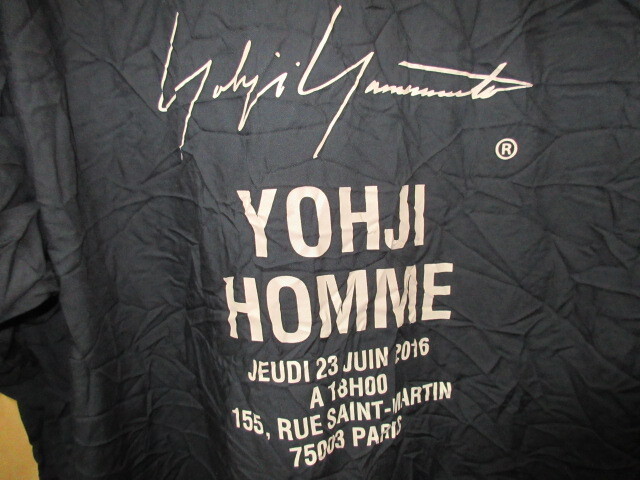 Yohji Yamamoto
®
YOHJI
HOMME
JEUDI 23 JUIN 2016
A 18H00
155, RUE SAINT-MARTIN
75003 PARIS